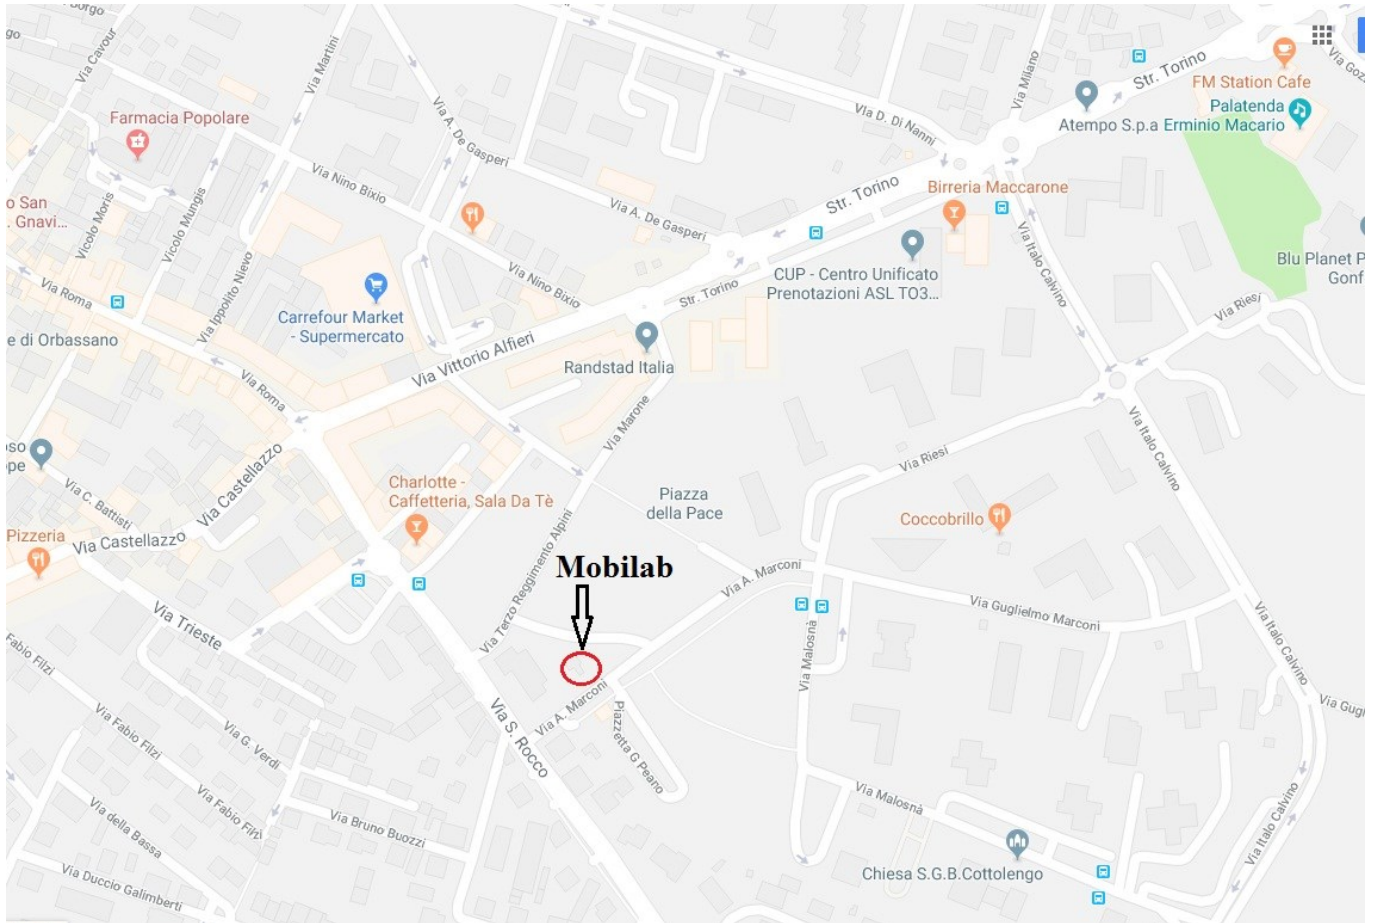 Borgo
go
Via Cavour
Via Martini
Farmacia Popolare
Via A. De Gasperi
Via D. Di Nanni
Via Milano
Str. Torino
Via Gozz
FM Station Cafe
Palatenda
Erminio Macario
Atempo S.p.a
o San
. Gnavi...
Vicolo Moris
Vicolo Mungis
Via Nino Bixio
Via A. De Gasperi
Str. Torino
Birreria Maccarone
Via Italo Calvino
Blu Planet P
Gonf
CUP - Centro Unificato
Prenotazioni ASL TO3...
Via Nino Bixio
Str. Torino
Via Ippolito Nievo
Via Roma
Carrefour Market
- Supermercato
e di Orbassano
Via Vittorio Alfieri
Randstad Italia
Via Riesi
Via Roma
Via Marone
Via Italo Calvino
oso
ope
Via C. Battisti
Via Castellazzo
Charlotte -
Caffetteria, Sala Da Tè
Via Riesi
Piazza
della Pace
Coccobrillo
Pizzeria
Via Castellazzo
Via Terzo Reggimento Alpini
Mobilab
Via A. Marconi
Via Guglielmo Marconi
Via Trieste
Via Malosnà
Via Italo Calvino
Fabio Filzi
Via A. Marconi
Via Gugl
Via S. Rocco
Piazzetta G Peano
Via Fabio Filzi
Via G. Verdi
Via Fabio Filzi
Via della Bassa
Via Bruno Buozzi
Via Malosnà
Via Italo Calvino
Via Duccio Galimberti
Chiesa S.G.B.Cottolengo